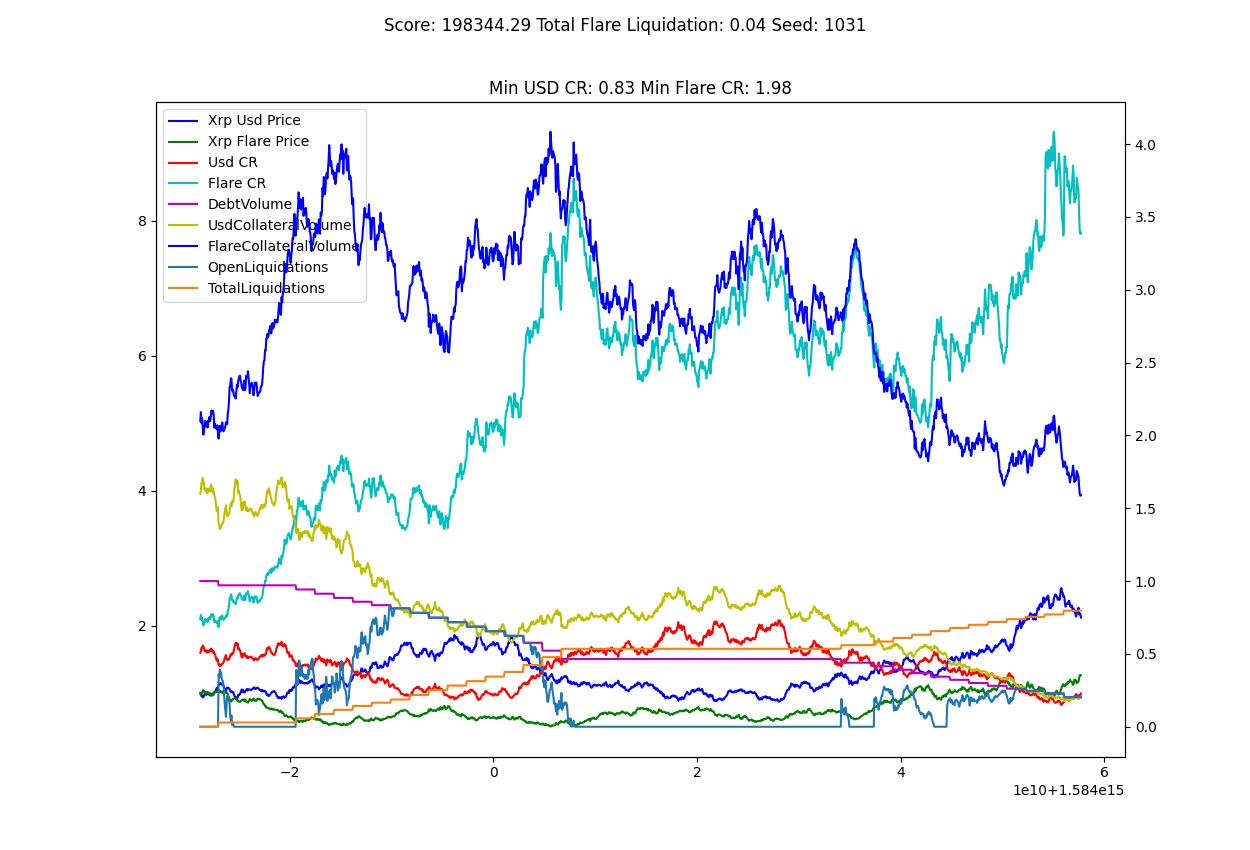 Score: 198344.29 Total Flare Liquidation: 0.04 Seed: 1031
Min USD CR: 0.83 Min Flare CR: 1.98
Xrp Usd Price
Xrp Flare Price
Usd CR
Flare CR
DebtVolume
UsdCollateralVolume
FlareCollateralVolume
OpenLiquidations
TotalLiquidations
8
6
4
2
4.0
3.5
3.0
2.5
2.0
1.5
1.0
0.5
0.0
−2 0 2 4 6
1e10+1.584e15